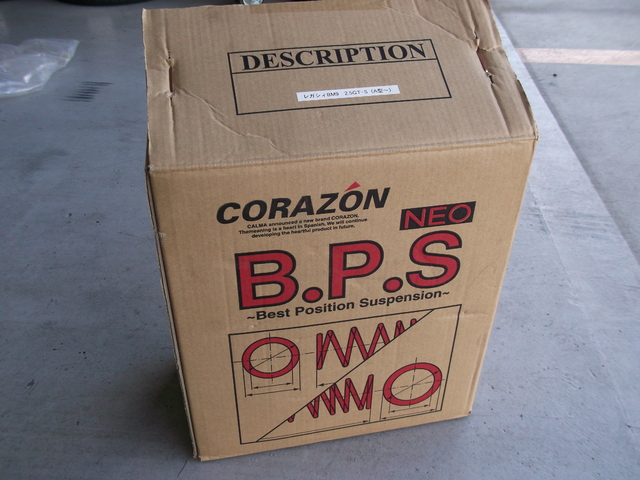 DESCRIPTION
レガシィBM9 2.5GT-S (A型～)
CORAZÓN
CALMA announced a new brand CORAZON.
Themeaning is a heart in Spanish. We will continue
developing the heartful product in future.
NEO
B.P.S
~Best Position Suspension~